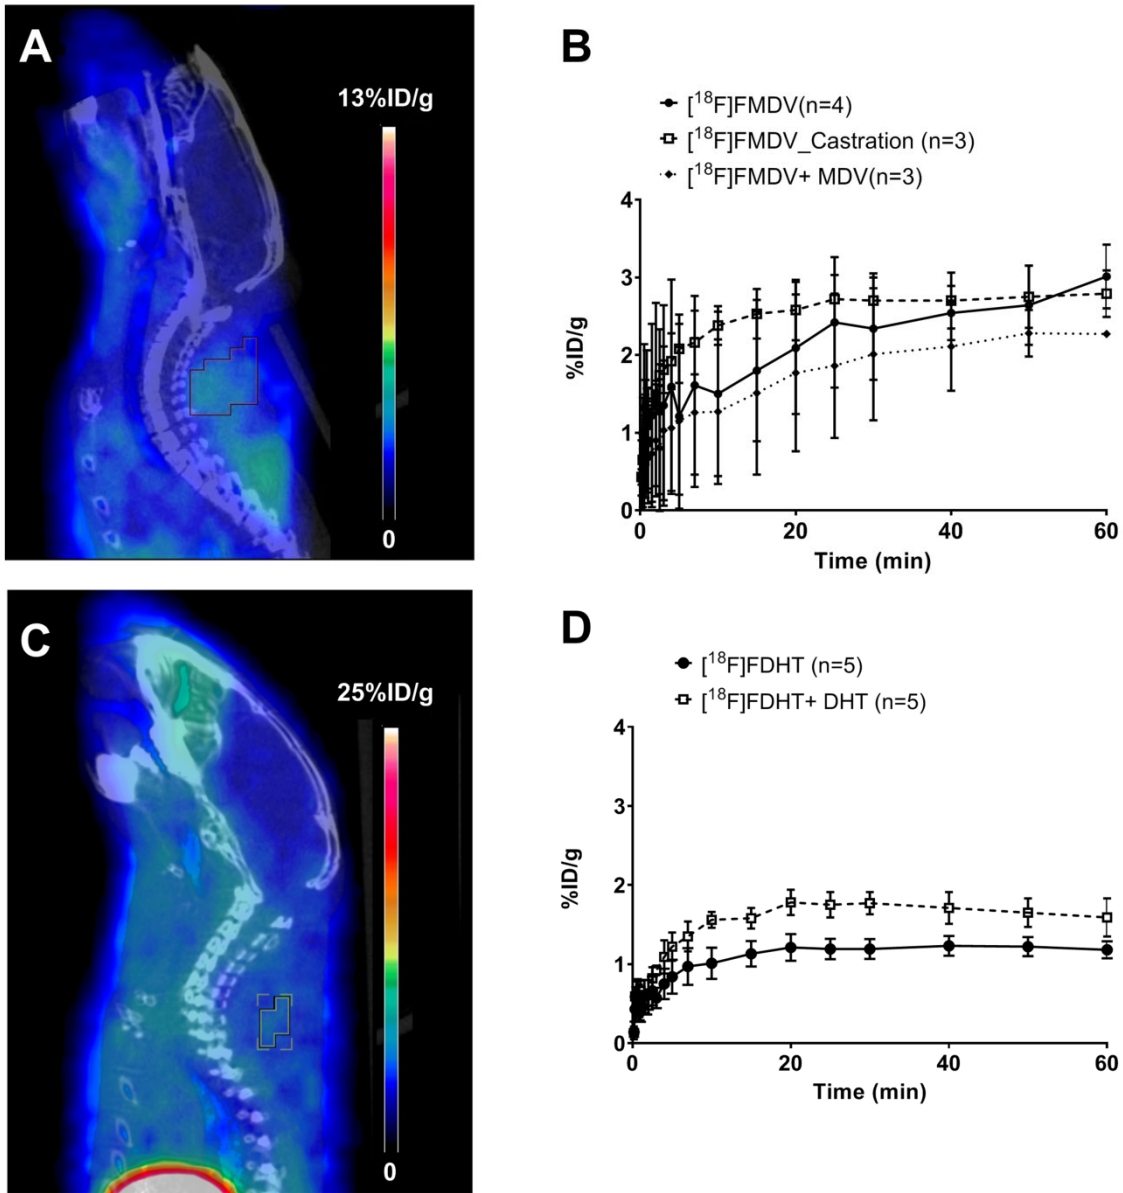 A
13%ID/g
0
B
[¹⁸F]FMDV(n=4)
[¹⁸F]FMDV_Castration (n=3)
[¹⁸F]FMDV+ MDV(n=3)
4
3
2
1
0
%ID/g
0 20 40 60
Time (min)
C
25%ID/g
0
D
[¹⁸F]FDHT (n=5)
[¹⁸F]FDHT+ DHT (n=5)
4
3
2
1
0
%ID/g
0 20 40 60
Time (min)